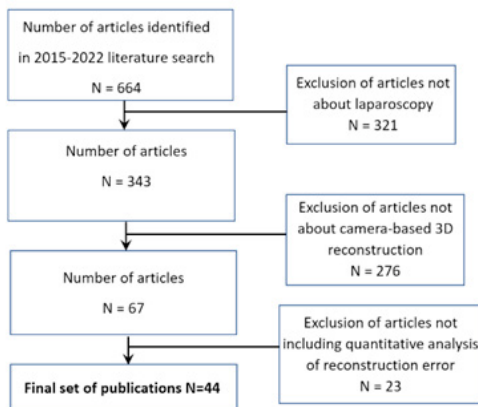 Number of articles identified
in 2015-2022 literature search
N = 664
Exclusion of articles not
about laparoscopy
N = 321
Number of articles
N = 343
Exclusion of articles not
about camera-based 3D
reconstruction
N = 276
Number of articles
N = 67
Exclusion of articles not
including quantitative analysis
of reconstruction error
N = 23
Final set of publications N=44